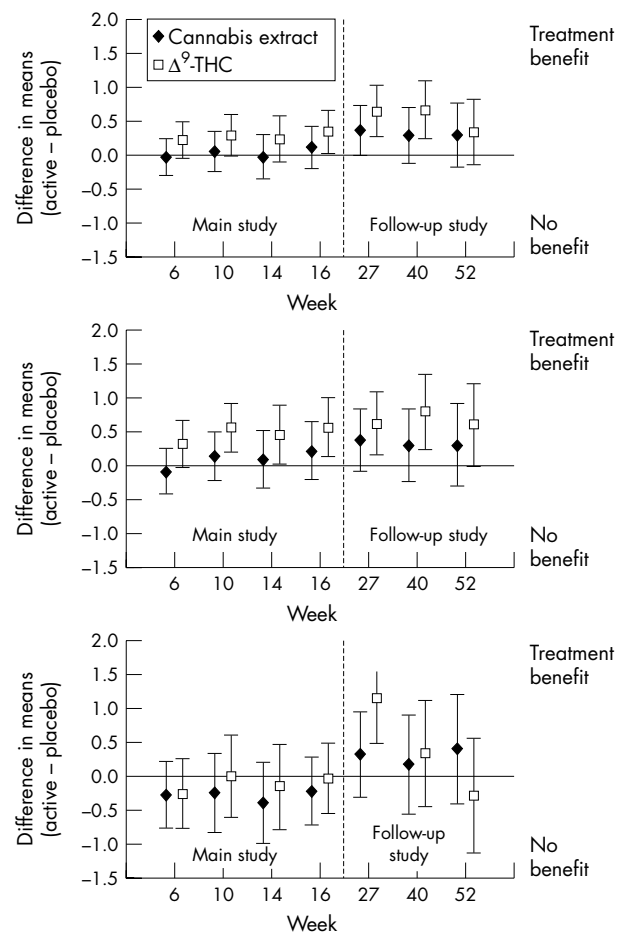 2.0
Cannabis extract
Δ⁹-THC
Treatment
benefit
1.5
1.0
0.5
0.0
–0.5
–1.0
–1.5
Difference in means
(active – placebo)
Main study
Follow-up study
No
benefit
6 10 14 16 27 40 52
Week
2.0
Treatment
benefit
1.5
1.0
0.5
0.0
–0.5
–1.0
–1.5
Difference in means
(active – placebo)
Main study
Follow-up study
No
benefit
6 10 14 16 27 40 52
Week
2.0
Treatment
benefit
1.5
1.0
0.5
0.0
–0.5
–1.0
–1.5
Difference in means
(active – placebo)
Main study
Follow-up
study
No
benefit
6 10 14 16 27 40 52
Week